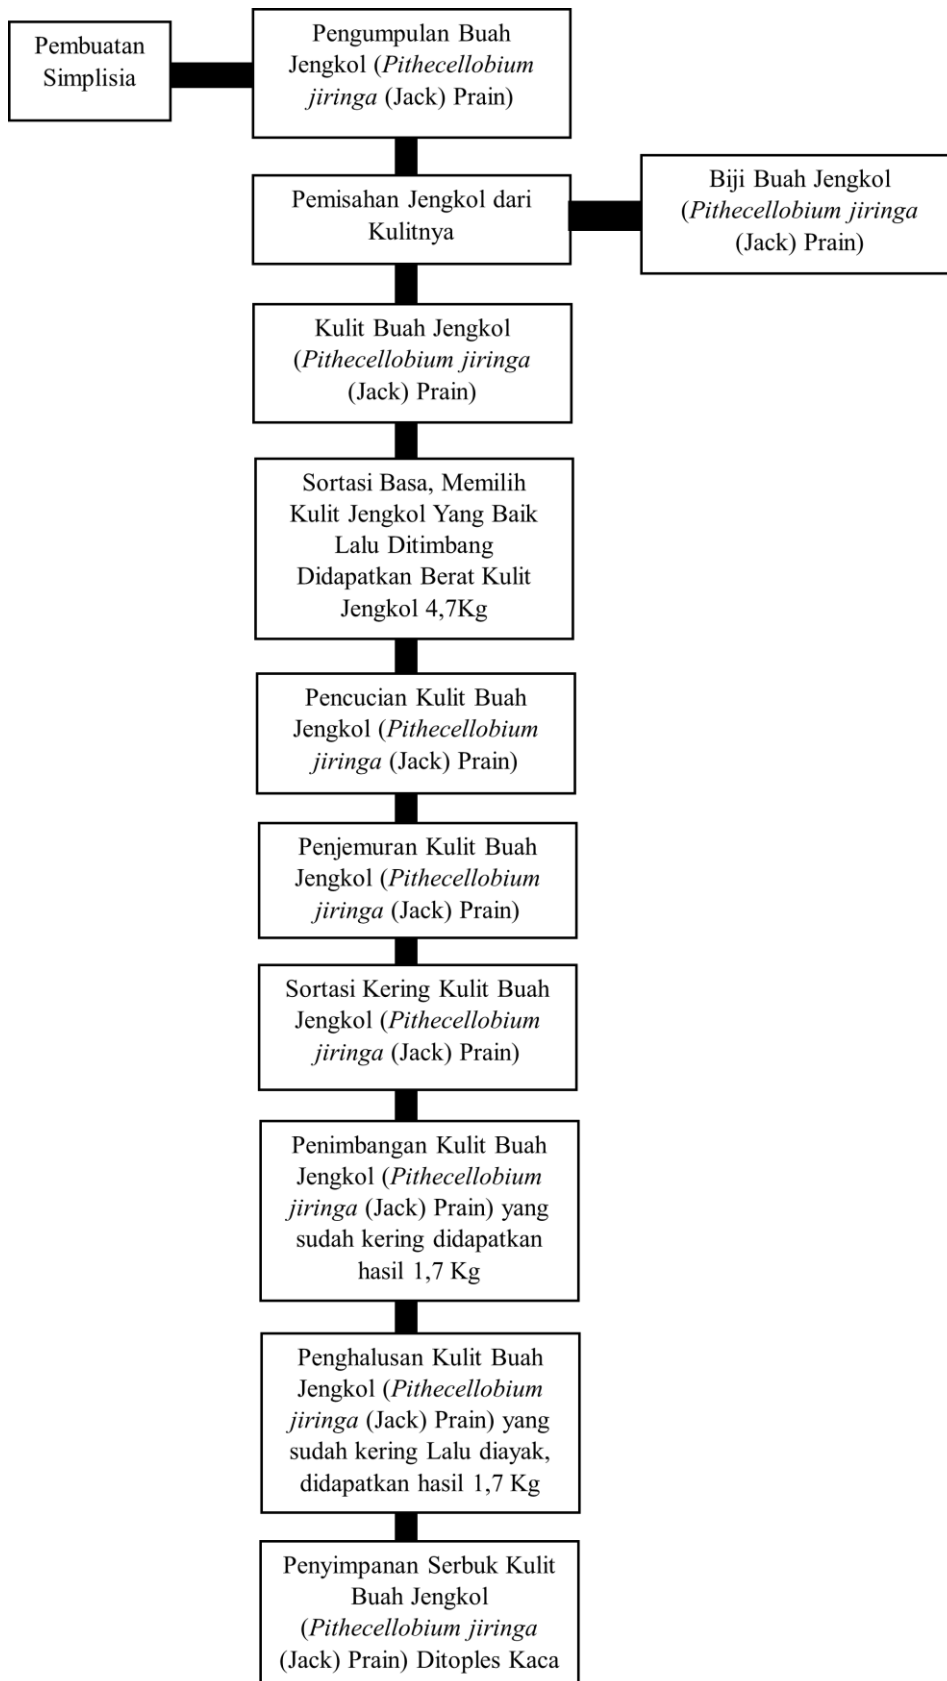 Pembuatan
Simplisia
Pengumpulan Buah
Jengkol (Pithecellobium
jiringa (Jack) Prain)
Pemisahan Jengkol dari
Kulitnya
Biji Buah Jengkol
(Pithecellobium jiringa
(Jack) Prain)
Kulit Buah Jengkol
(Pithecellobium jiringa
(Jack) Prain)
Sortasi Basa, Memilih
Kulit Jengkol Yang Baik
Lalu Ditimbang
Didapatkan Berat Kulit
Jengkol 4,7Kg
Pencucian Kulit Buah
Jengkol (Pithecellobium
jiringa (Jack) Prain)
Penjemuran Kulit Buah
Jengkol (Pithecellobium
jiringa (Jack) Prain)
Sortasi Kering Kulit Buah
Jengkol (Pithecellobium
jiringa (Jack) Prain)
Penimbangan Kulit Buah
Jengkol (Pithecellobium
jiringa (Jack) Prain) yang
sudah kering didapatkan
hasil 1,7 Kg
Penghalusan Kulit Buah
Jengkol (Pithecellobium
jiringa (Jack) Prain) yang
sudah kering Lalu diayak,
didapatkan hasil 1,7 Kg
Penyimpanan Serbuk Kulit
Buah Jengkol
(Pithecellobium jiringa
(Jack) Prain) Ditoples Kaca